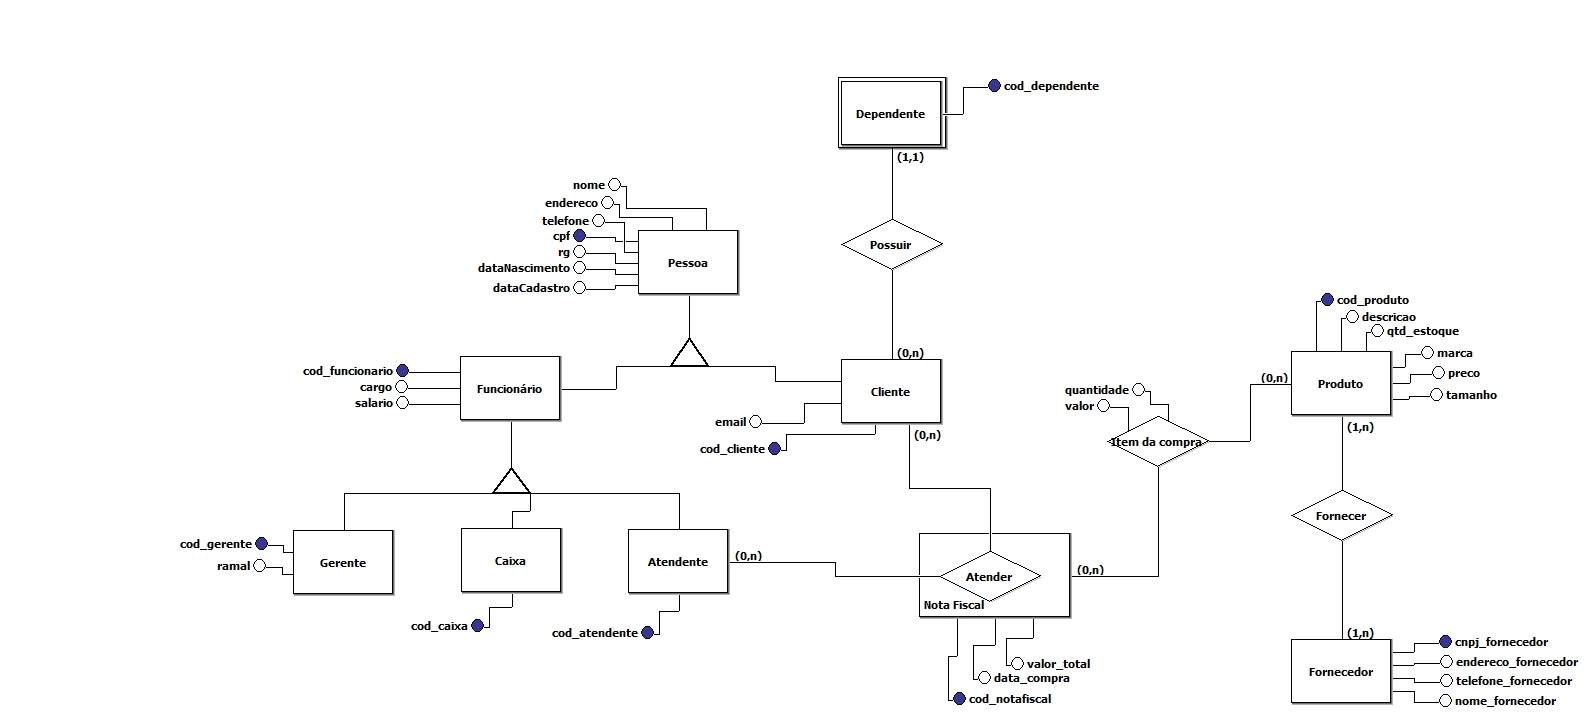 cod_dependente
Dependente
(1,1)
nome
endereco
telefone
cpf
rg
dataNascimento
dataCadastro
Pessoa
Possuir
(0,n)
cod_funcionario
cargo
salario
Funcionário
Cliente
email
cod_cliente
(0,n)
cod_produto
descricao
qtd_estoque
marca
preco
tamanho
Produto
(0,n)
(1,n)
quantidade
valor
Item da compra
Fornecer
cod_gerente
ramal
Gerente
Caixa
Atendente
(0,n)
Atender
Nota Fiscal
(0,n)
cod_caixa
cod_atendente
valor_total
data_compra
cod_notafiscal
(1,n)
Fornecedor
cnpj_fornecedor
endereco_fornecedor
telefone_fornecedor
nome_fornecedor